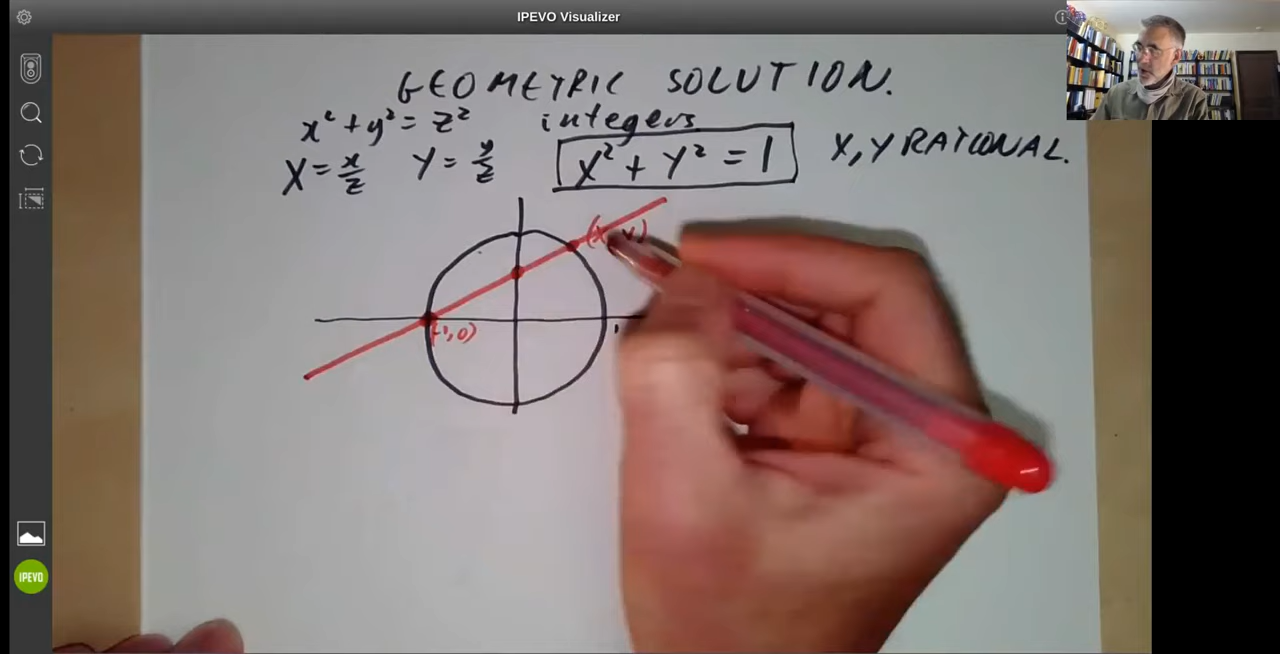 IPEVO Visualizer
GEOMETRIC SOLUTION.
x² + y² = z² integers
X = x/z Y = y/z X² + Y² = 1 X, Y RATIONAL.
(-1, 0)
IPEVO